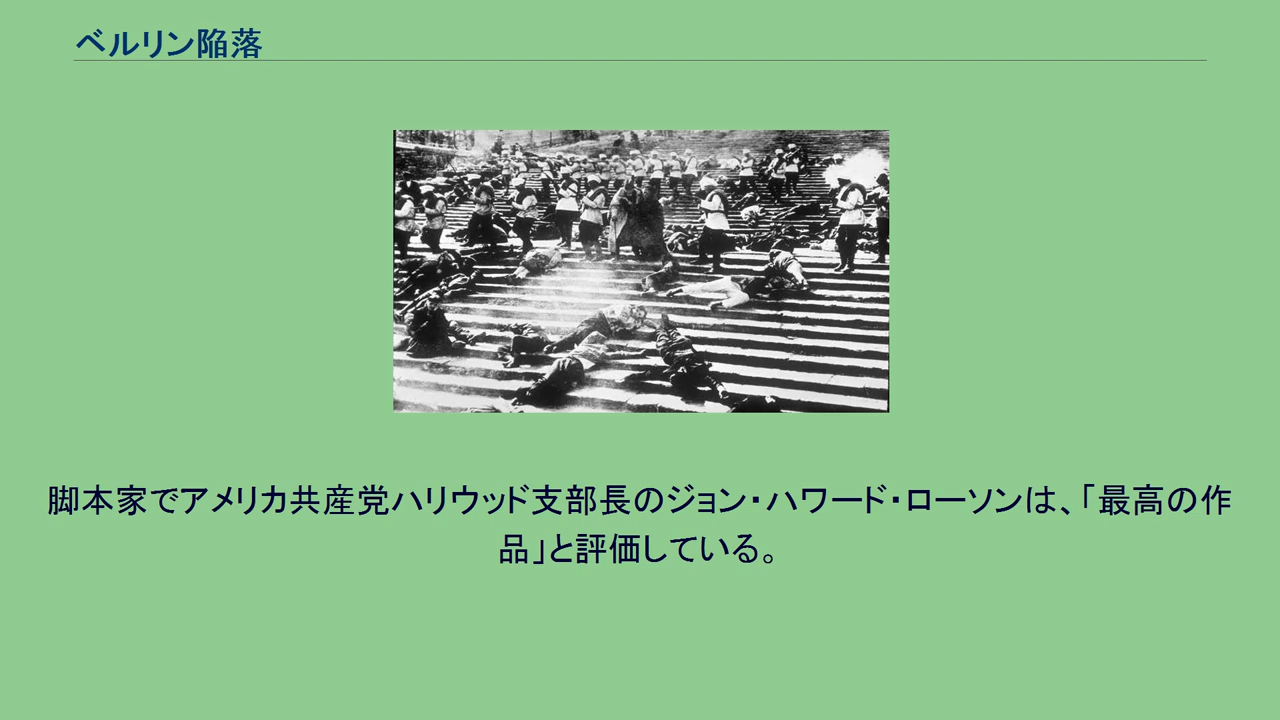 ベルリン陥落
脚本家でアメリカ共産党ハリウッド支部長のジョン・ハワード・ローソンは、「最高の作
品」と評価している。